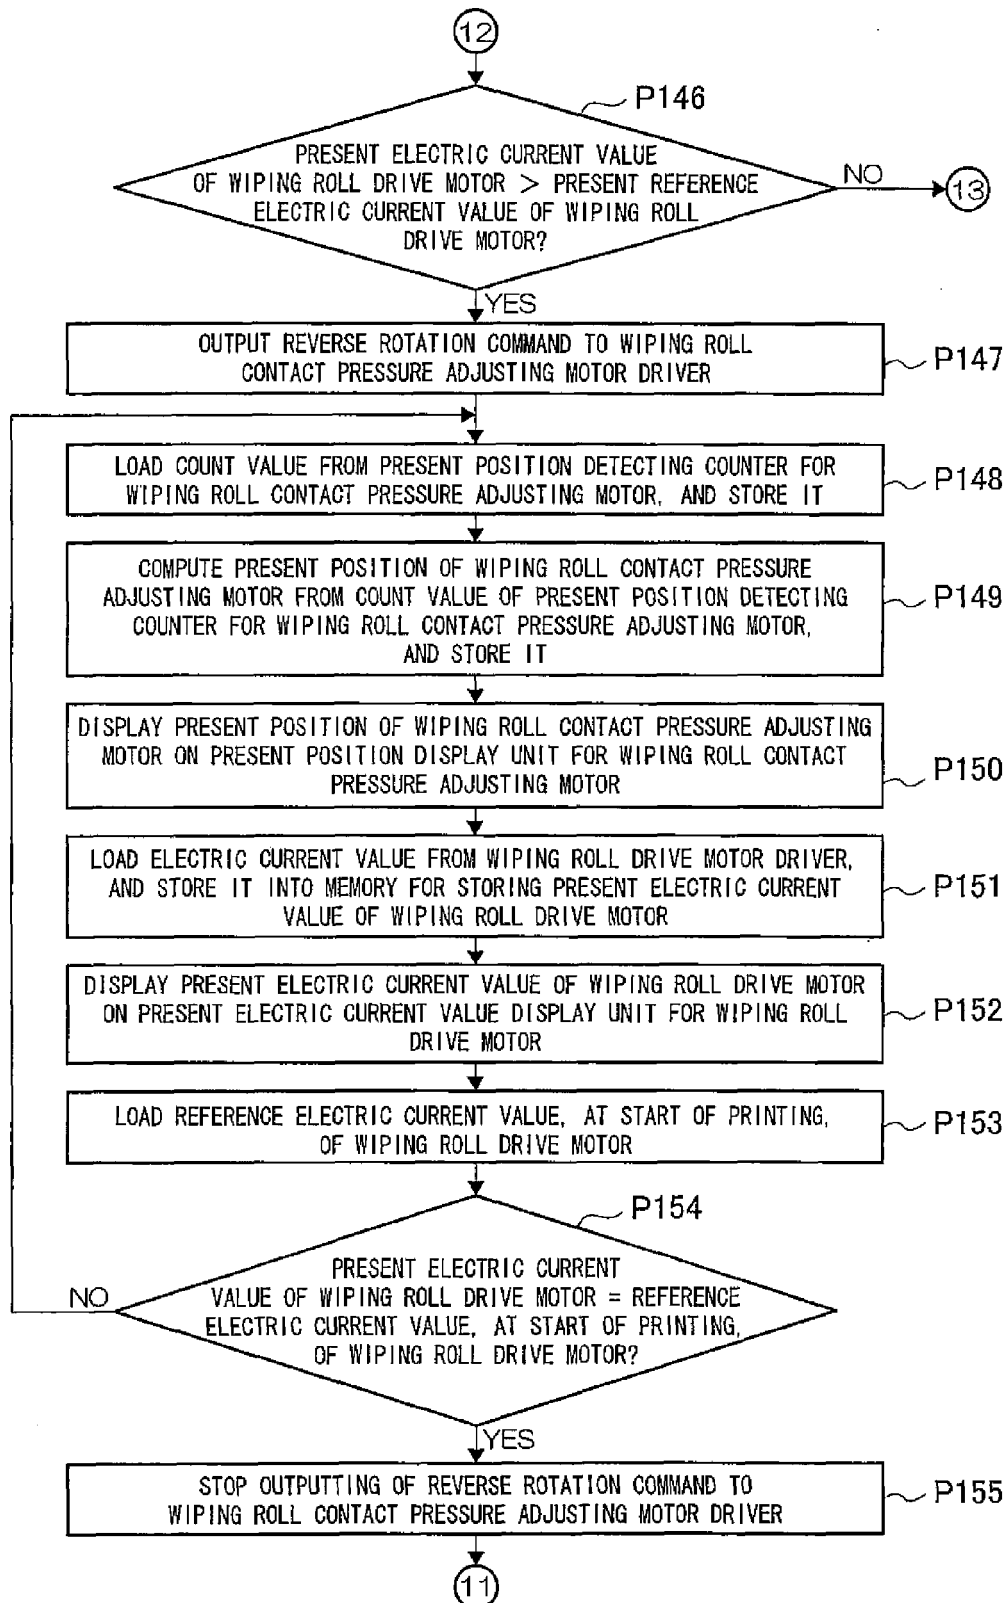 12
P146
PRESENT ELECTRIC CURRENT VALUE
OF WIPING ROLL DRIVE MOTOR > PRESENT REFERENCE
ELECTRIC CURRENT VALUE OF WIPING ROLL
DRIVE MOTOR?
NO
13
YES
OUTPUT REVERSE ROTATION COMMAND TO WIPING ROLL
CONTACT PRESSURE ADJUSTING MOTOR DRIVER
P147
LOAD COUNT VALUE FROM PRESENT POSITION DETECTING COUNTER FOR
WIPING ROLL CONTACT PRESSURE ADJUSTING MOTOR, AND STORE IT
P148
COMPUTE PRESENT POSITION OF WIPING ROLL CONTACT PRESSURE
ADJUSTING MOTOR FROM COUNT VALUE OF PRESENT POSITION DETECTING
COUNTER FOR WIPING ROLL CONTACT PRESSURE ADJUSTING MOTOR,
AND STORE IT
P149
DISPLAY PRESENT POSITION OF WIPING ROLL CONTACT PRESSURE ADJUSTING
MOTOR ON PRESENT POSITION DISPLAY UNIT FOR WIPING ROLL CONTACT
PRESSURE ADJUSTING MOTOR
P150
LOAD ELECTRIC CURRENT VALUE FROM WIPING ROLL DRIVE MOTOR DRIVER,
AND STORE IT INTO MEMORY FOR STORING PRESENT ELECTRIC CURRENT
VALUE OF WIPING ROLL DRIVE MOTOR
P151
DISPLAY PRESENT ELECTRIC CURRENT VALUE OF WIPING ROLL DRIVE MOTOR
ON PRESENT ELECTRIC CURRENT VALUE DISPLAY UNIT FOR WIPING ROLL
DRIVE MOTOR
P152
LOAD REFERENCE ELECTRIC CURRENT VALUE, AT START OF PRINTING,
OF WIPING ROLL DRIVE MOTOR
P153
P154
PRESENT ELECTRIC CURRENT
VALUE OF WIPING ROLL DRIVE MOTOR = REFERENCE
ELECTRIC CURRENT VALUE, AT START OF PRINTING,
OF WIPING ROLL DRIVE MOTOR?
NO
YES
STOP OUTPUTTING OF REVERSE ROTATION COMMAND TO
WIPING ROLL CONTACT PRESSURE ADJUSTING MOTOR DRIVER
P155
11